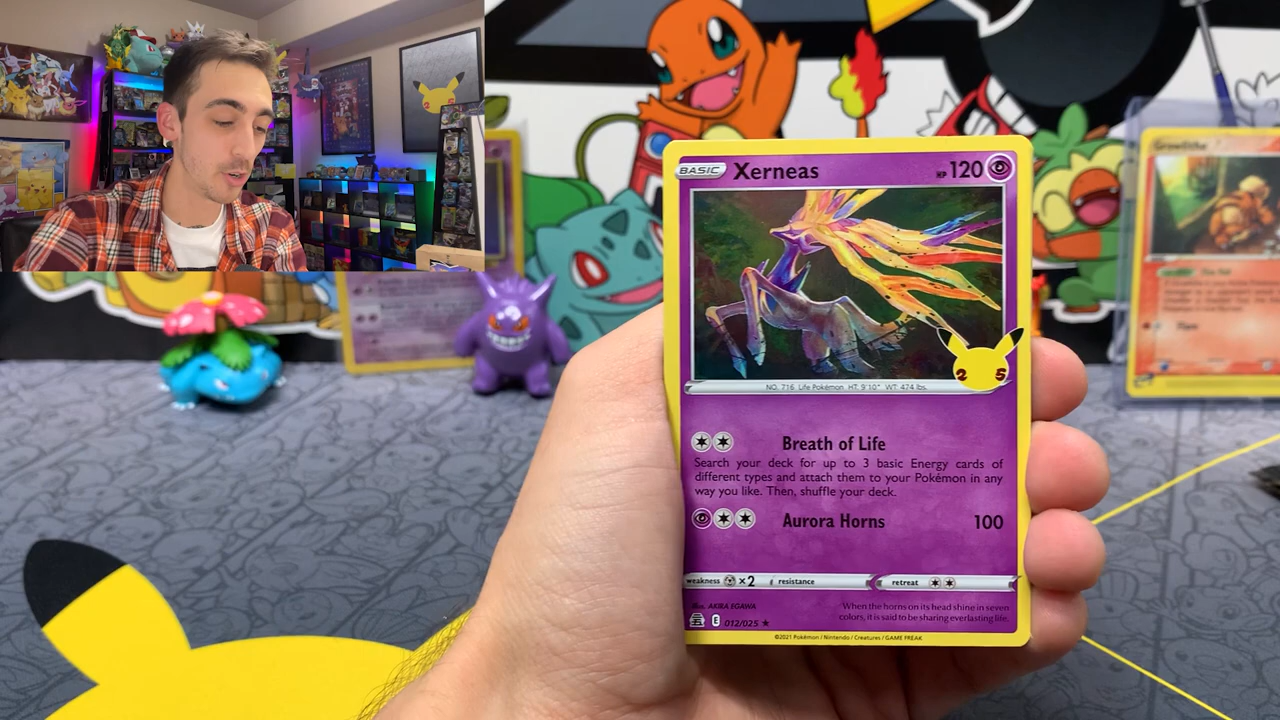 BASIC Xerneas HP 120
NO. 716 Life Pokémon HT: 9'10" WT: 474 lbs.
2 5
Breath of Life
Search your deck for up to 3 basic Energy cards of
different types and attach them to your Pokémon in any
way you like. Then, shuffle your deck.
Aurora Horns 100
weakness ×2 resistance retreat
Illus. AKIRA EGAWA
When the horns on its head shine in seven
colors, it is said to be sharing everlasting life.
E 012/025 ★
©2021 Pokémon / Nintendo / Creatures / GAME FREAK
Growlithe